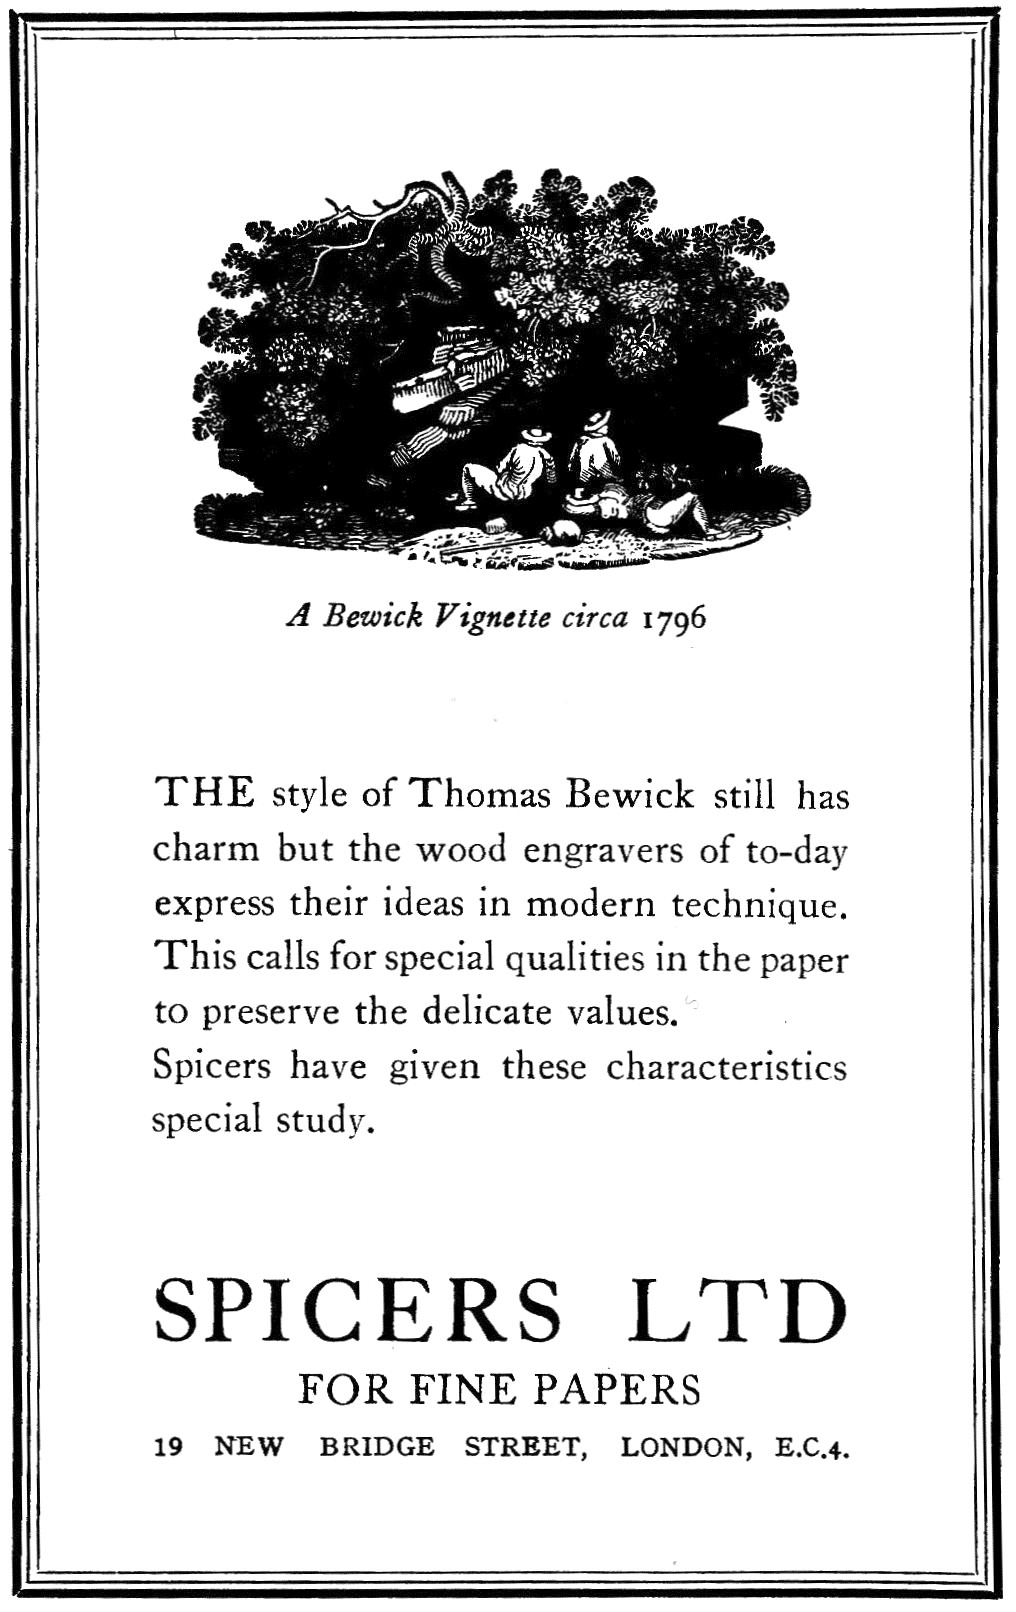 A Bewick Vignette circa 1796
THE style of Thomas Bewick still has
charm but the wood engravers of to-day
express their ideas in modern technique.
This calls for special qualities in the paper
to preserve the delicate values.
Spicers have given these characteristics
special study.
SPICERS LTD
FOR FINE PAPERS
19 NEW BRIDGE STREET, LONDON, E.C.4.